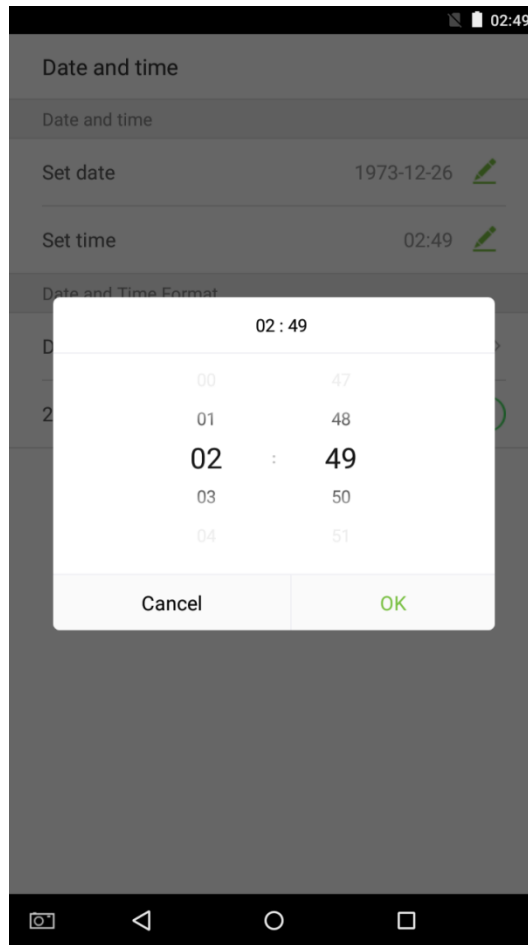 02:49
Date and time
Date and time
Set date 1973-12-26
Set time 02:49
Date and Time Format
D
2
02 : 49
00 47
01 48
02 : 49
03 50
04 51
Cancel OK